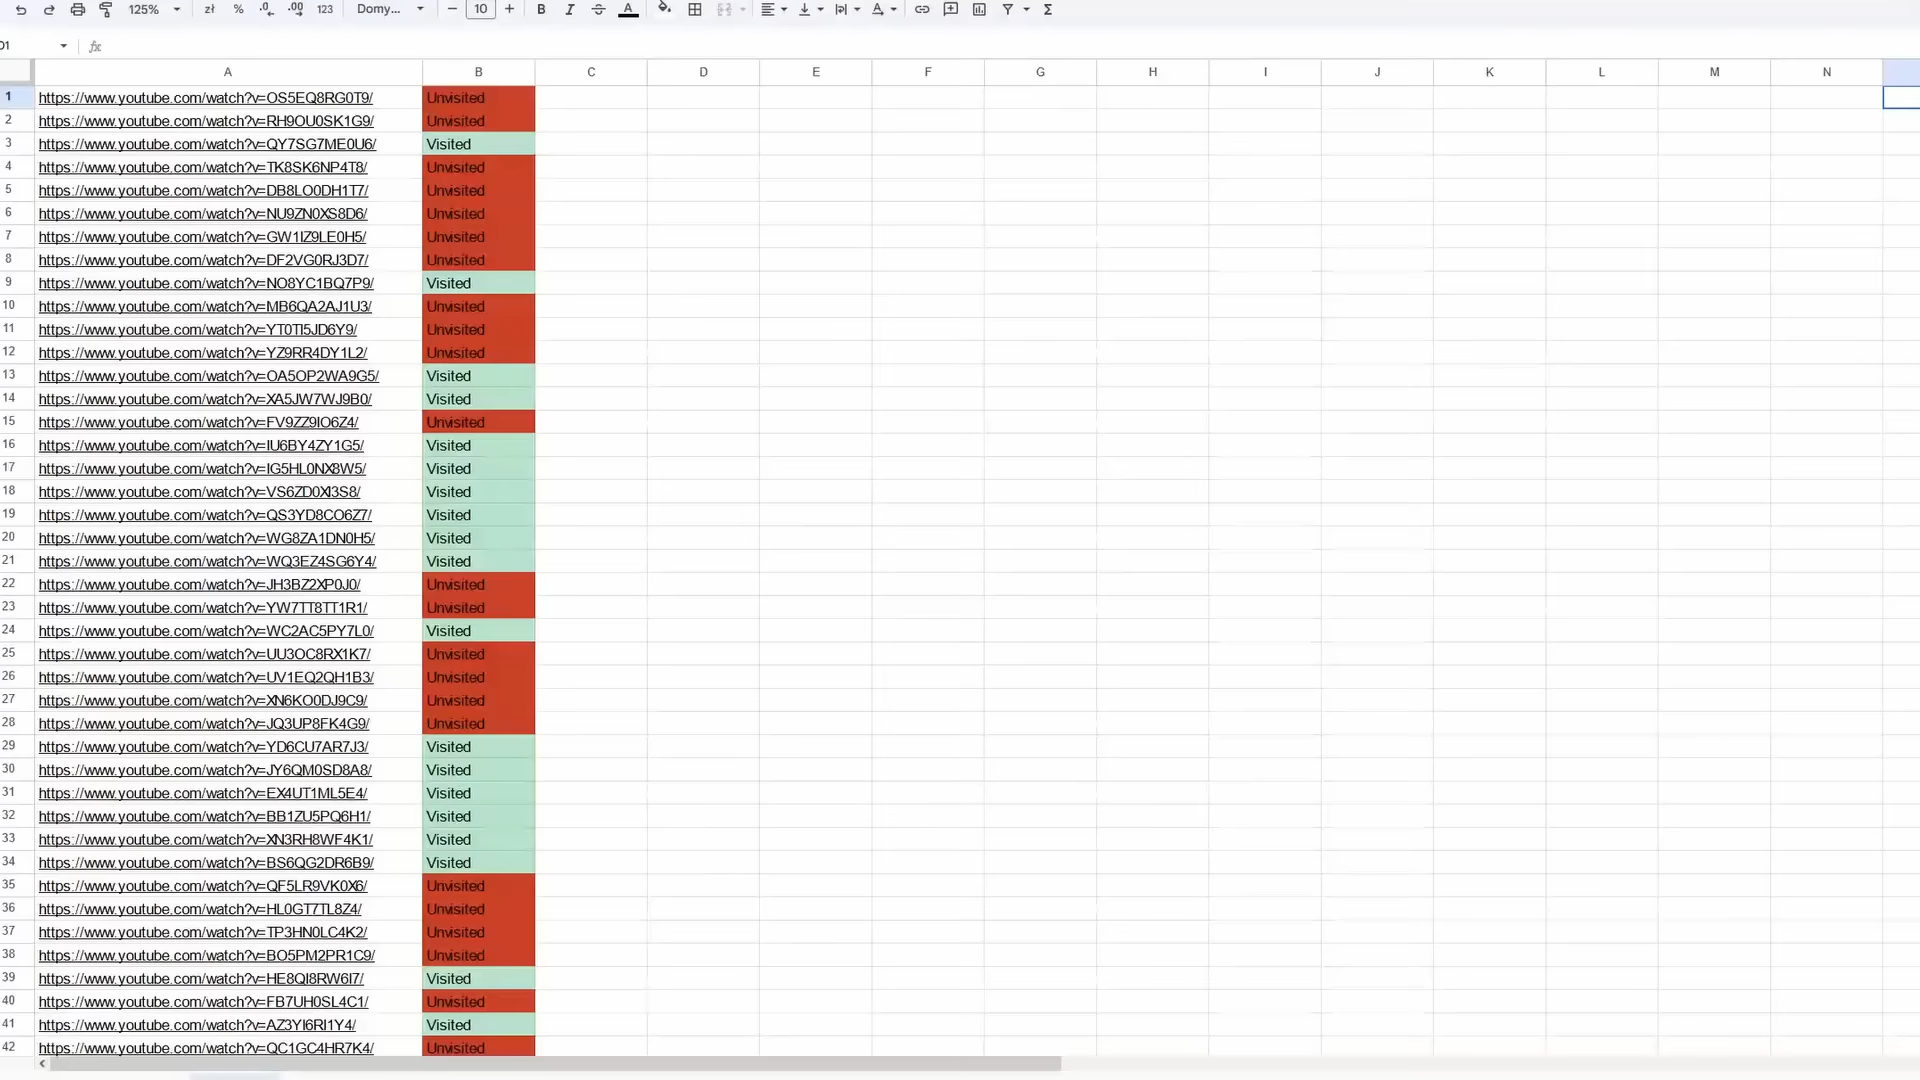 125% zł % .0 .00 123 Domy... − 10 + B I A Σ
fx
A B C D E F G H I J K L M N
1 https://www.youtube.com/watch?v=OS5EQ8RG0T9/ Unvisited
2 https://www.youtube.com/watch?v=RH9OU0SK1G9/ Unvisited
3 https://www.youtube.com/watch?v=QY7SG7ME0U6/ Visited
4 https://www.youtube.com/watch?v=TK8SK6NP4T8/ Unvisited
5 https://www.youtube.com/watch?v=DB8LO0DH1T7/ Unvisited
6 https://www.youtube.com/watch?v=NU9ZN0XS8D6/ Unvisited
7 https://www.youtube.com/watch?v=GW1IZ9LE0H5/ Unvisited
8 https://www.youtube.com/watch?v=DF2VG0RJ3D7/ Unvisited
9 https://www.youtube.com/watch?v=NO8YC1BQ7P9/ Visited
10 https://www.youtube.com/watch?v=MB6QA2AJ1U3/ Unvisited
11 https://www.youtube.com/watch?v=YT0TI5JD6Y9/ Unvisited
12 https://www.youtube.com/watch?v=YZ9RR4DY1L2/ Unvisited
13 https://www.youtube.com/watch?v=OA5OP2WA9G5/ Visited
14 https://www.youtube.com/watch?v=XA5JW7WJ9B0/ Visited
15 https://www.youtube.com/watch?v=FV9ZZ9IO6Z4/ Unvisited
16 https://www.youtube.com/watch?v=IU6BY4ZY1G5/ Visited
17 https://www.youtube.com/watch?v=IG5HL0NX8W5/ Visited
18 https://www.youtube.com/watch?v=VS6ZD0XI3S8/ Visited
19 https://www.youtube.com/watch?v=QS3YD8CO6Z7/ Visited
20 https://www.youtube.com/watch?v=WG8ZA1DN0H5/ Visited
21 https://www.youtube.com/watch?v=WQ3EZ4SG6Y4/ Visited
22 https://www.youtube.com/watch?v=JH3BZ2XP0J0/ Unvisited
23 https://www.youtube.com/watch?v=YW7TT8TT1R1/ Unvisited
24 https://www.youtube.com/watch?v=WC2AC5PY7L0/ Visited
25 https://www.youtube.com/watch?v=UU3OC8RX1K7/ Unvisited
26 https://www.youtube.com/watch?v=UV1EQ2QH1B3/ Unvisited
27 https://www.youtube.com/watch?v=XN6KO0DJ9C9/ Unvisited
28 https://www.youtube.com/watch?v=JQ3UP8FK4G9/ Unvisited
29 https://www.youtube.com/watch?v=YD6CU7AR7J3/ Visited
30 https://www.youtube.com/watch?v=JY6QM0SD8A8/ Visited
31 https://www.youtube.com/watch?v=EX4UT1ML5E4/ Visited
32 https://www.youtube.com/watch?v=BB1ZU5PQ6H1/ Visited
33 https://www.youtube.com/watch?v=XN3RH8WF4K1/ Visited
34 https://www.youtube.com/watch?v=BS6QG2DR6B9/ Visited
35 https://www.youtube.com/watch?v=QF5LR9VK0X6/ Unvisited
36 https://www.youtube.com/watch?v=HL0GT7TL8Z4/ Unvisited
37 https://www.youtube.com/watch?v=TP3HN0LC4K2/ Unvisited
38 https://www.youtube.com/watch?v=BO5PM2PR1C9/ Unvisited
39 https://www.youtube.com/watch?v=HE8QI8RW6I7/ Visited
40 https://www.youtube.com/watch?v=FB7UH0SL4C1/ Unvisited
41 https://www.youtube.com/watch?v=AZ3YI6RI1Y4/ Visited
42 https://www.youtube.com/watch?v=QC1GC4HR7K4/ Unvisited